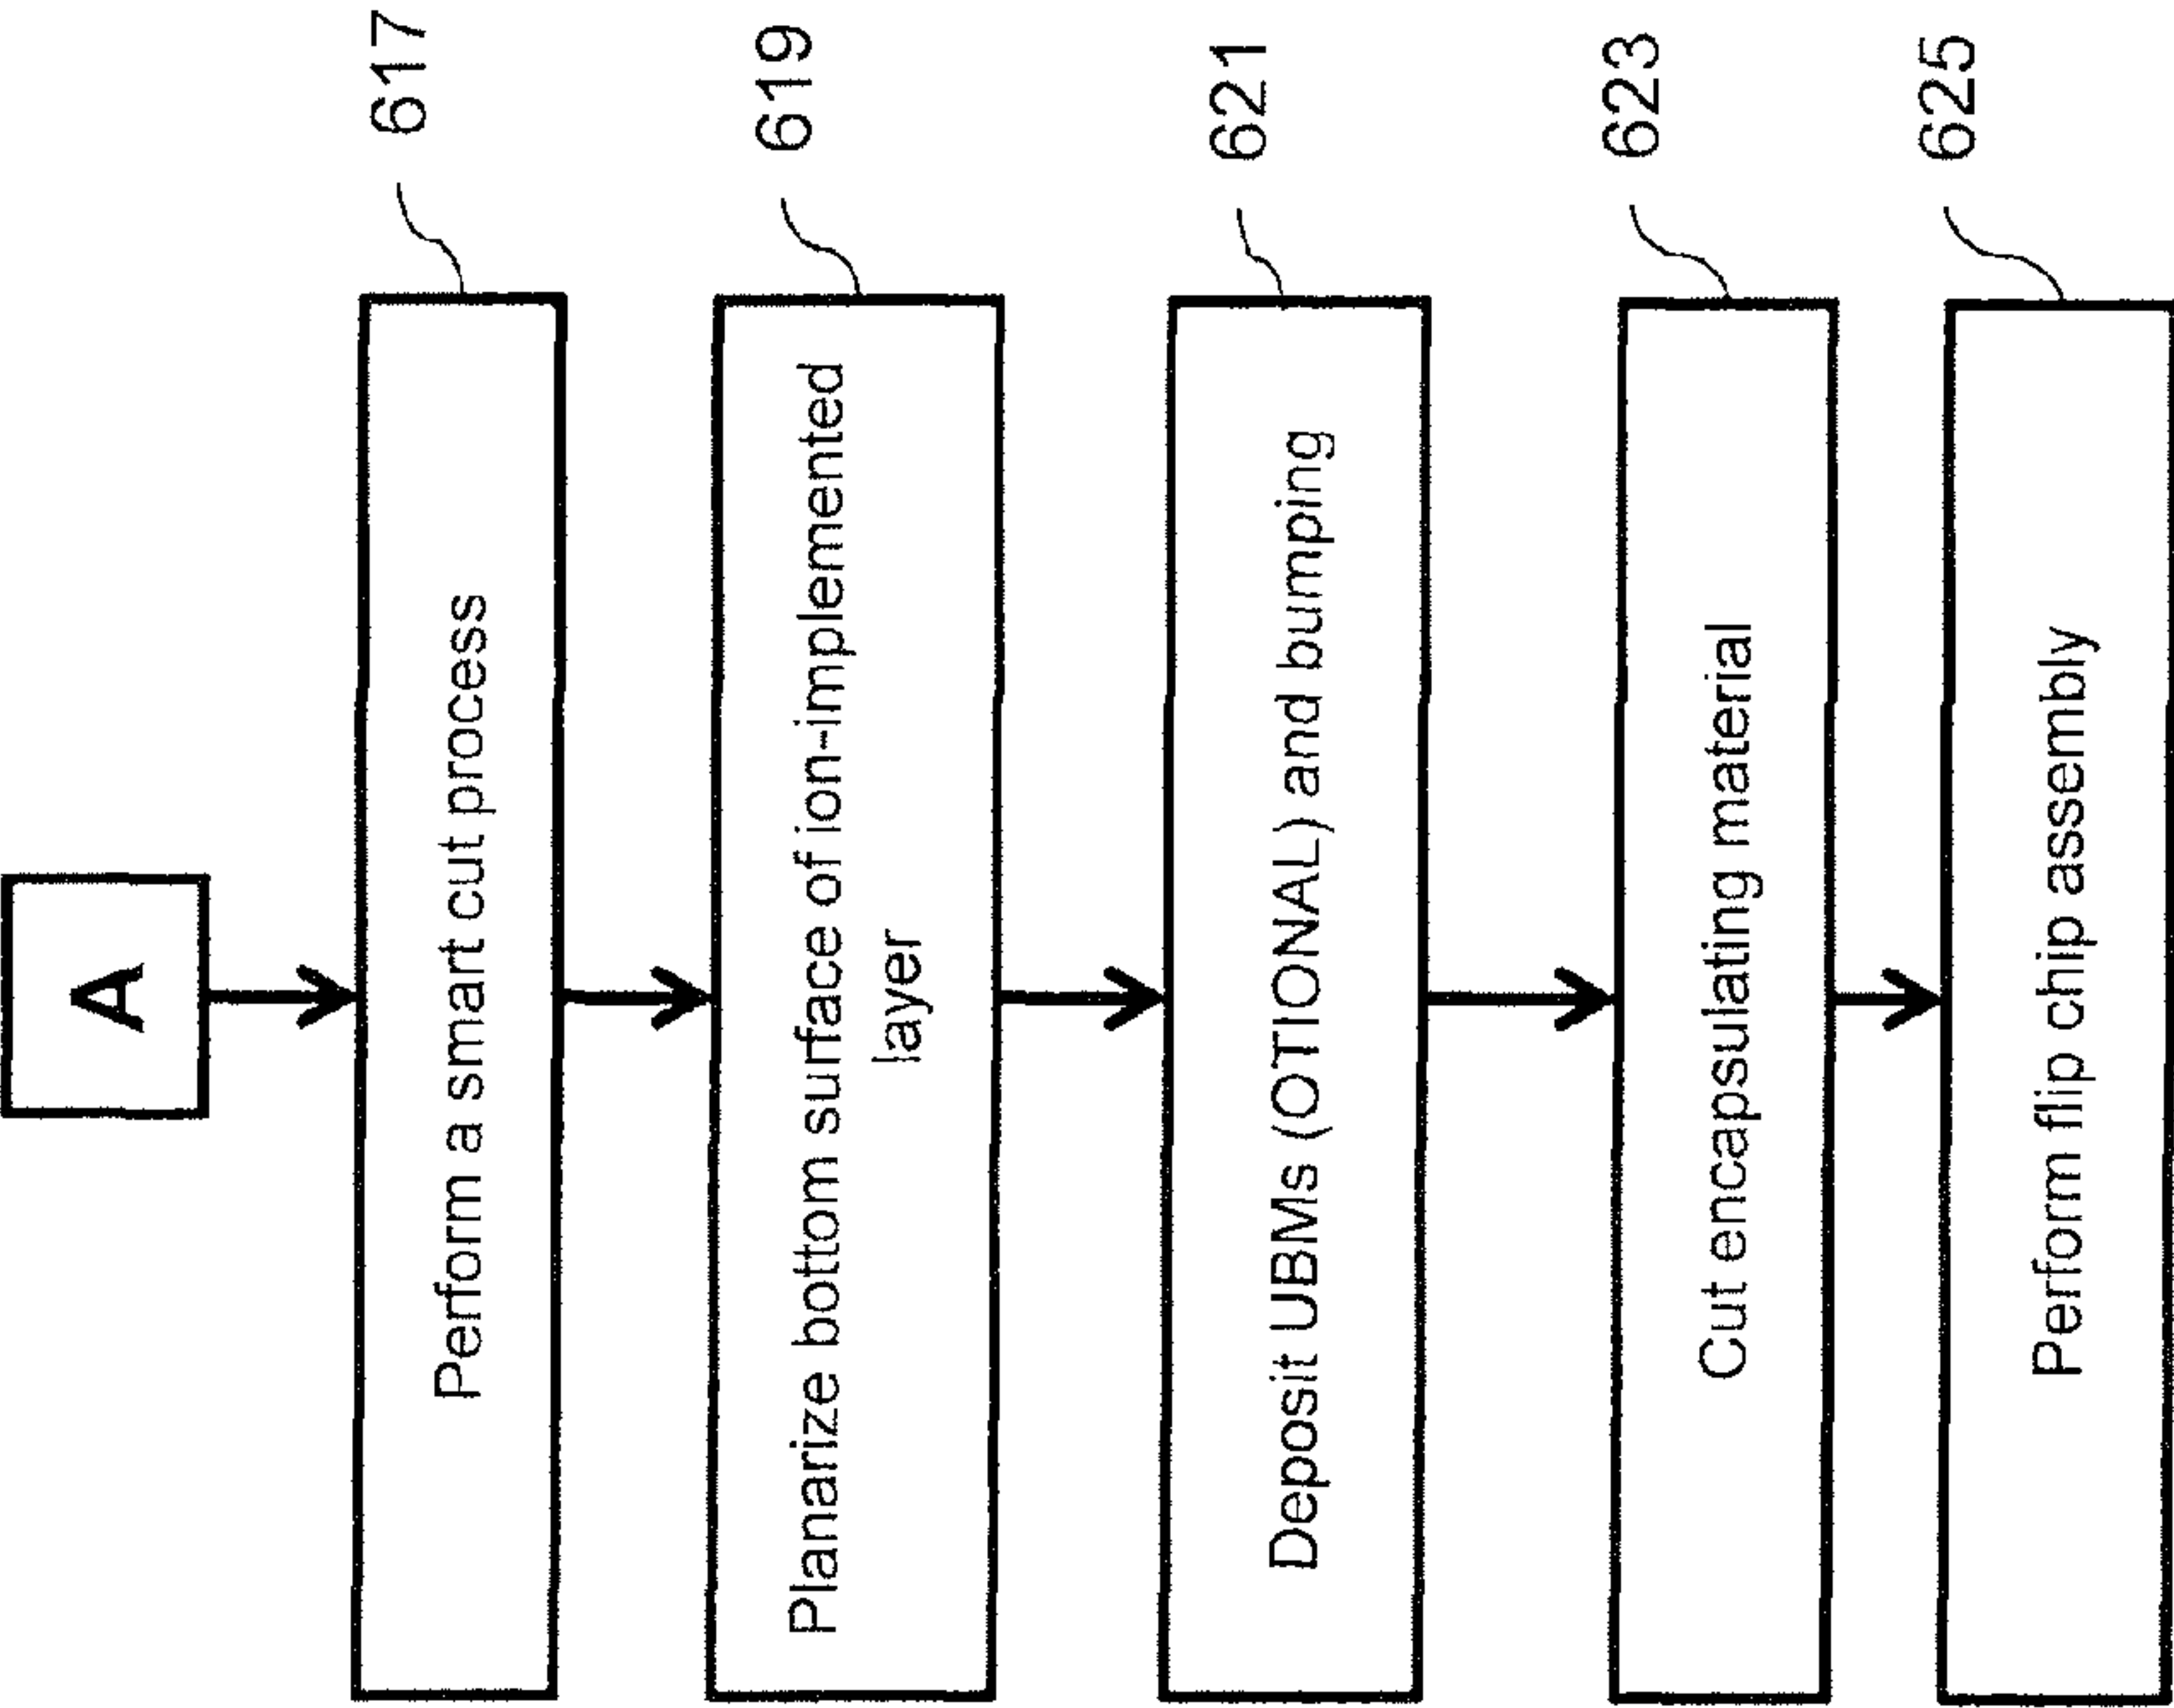 A
Perform a smart cut process
617
Planarize bottom surface of ion-implemented
layer
619
Deposit UBMs (OTIONAL) and bumping
621
Cut encapsulating material
623
Perform flip chip assembly
625